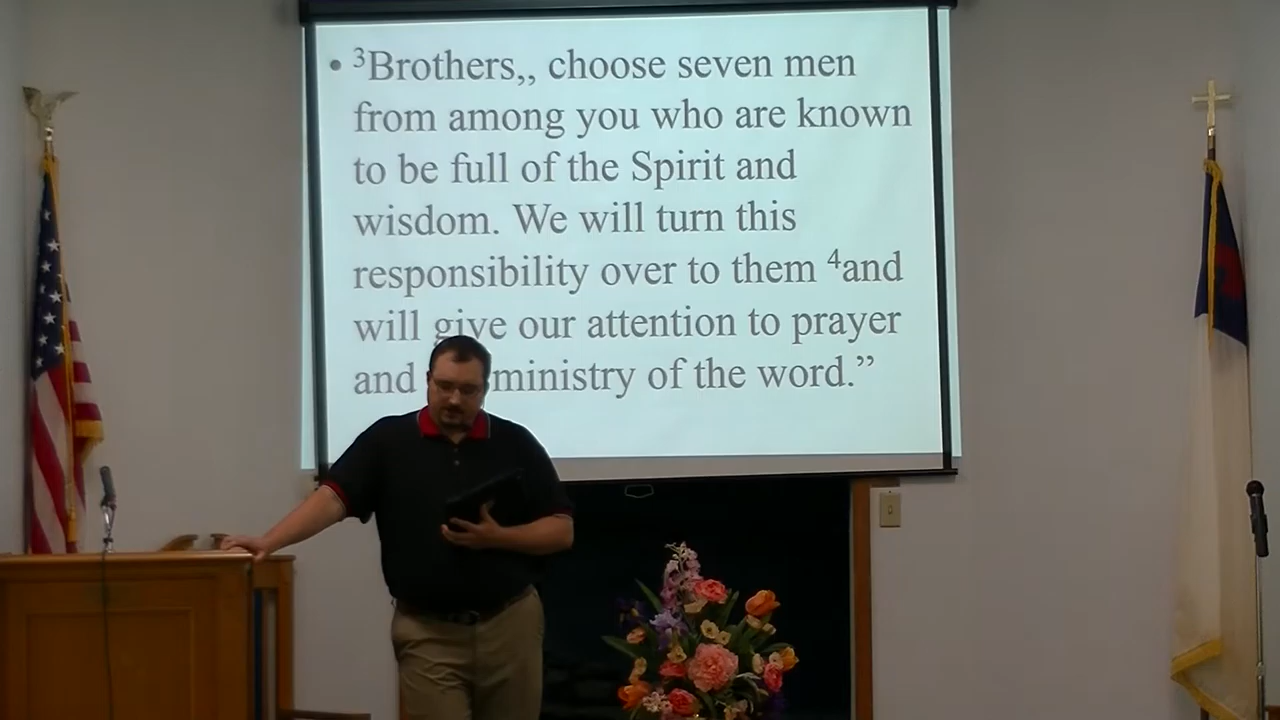 • ³Brothers,, choose seven men
from among you who are known
to be full of the Spirit and
wisdom. We will turn this
responsibility over to them ⁴and
will give our attention to prayer
and ministry of the word.”